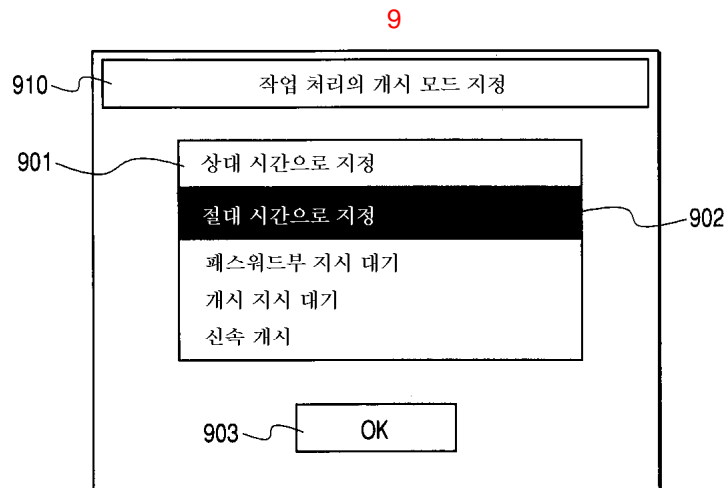 9
910 작업 처리의 개시 모드 지정
901 상대 시간으로 지정
절대 시간으로 지정 902
패스워드부 지시 대기
개시 지시 대기
신속 개시
903 OK